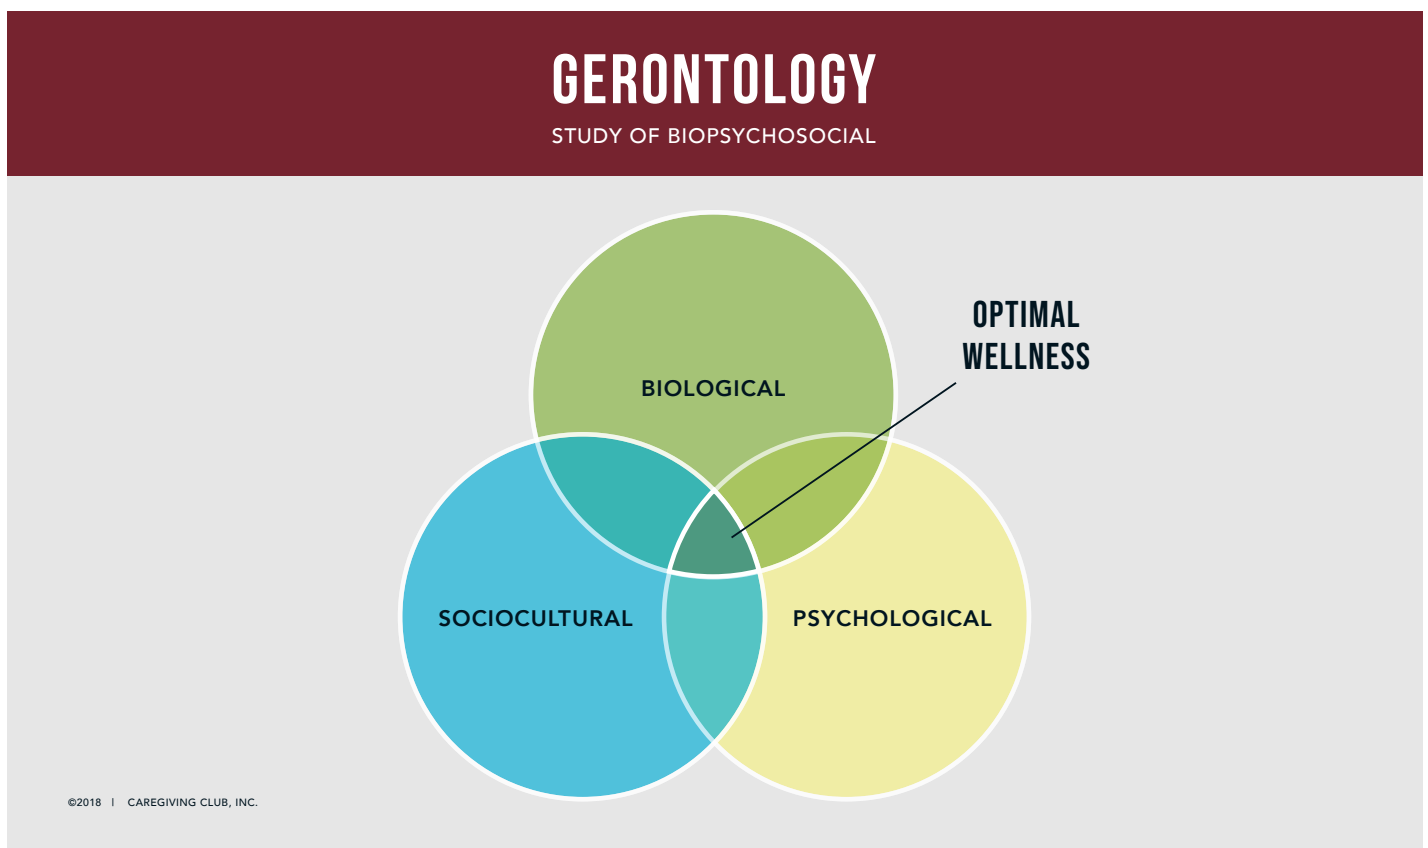 GERONTOLOGY
STUDY OF BIOPSYCHOSOCIAL
OPTIMAL
WELLNESS
BIOLOGICAL
SOCIOCULTURAL
PSYCHOLOGICAL
©2018 | CAREGIVING CLUB, INC.